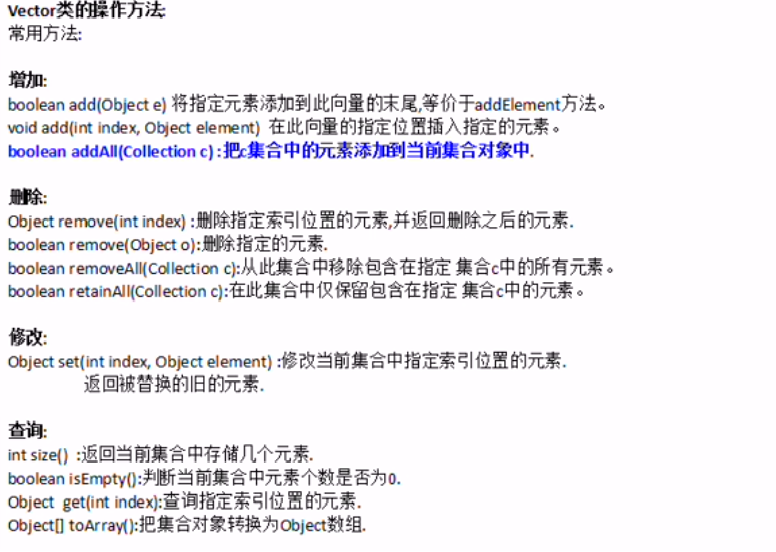 Vector类的操作方法:
常用方法:
增加:
boolean add(Object e) 将指定元素添加到此向量的末尾,等价于addElement方法。
void add(int index, Object element) 在此向量的指定位置插入指定的元素。
boolean addAll(Collection c) :把c集合中的元素添加到当前集合对象中.
删除:
Object remove(int index) :删除指定索引位置的元素,并返回删除之后的元素.
boolean remove(Object o):删除指定的元素.
boolean removeAll(Collection c):从此集合中移除包含在指定 集合c中的所有元素。
boolean retainAll(Collection c):在此集合中仅保留包含在指定 集合c中的元素。
修改:
Object set(int index, Object element) :修改当前集合中指定索引位置的元素.
返回被替换的旧的元素.
查询:
int size() :返回当前集合中存储几个元素.
boolean isEmpty():判断当前集合中元素个数是否为0.
Object get(int index):查询指定索引位置的元素.
Object[] toArray():把集合对象转换为Object数组.